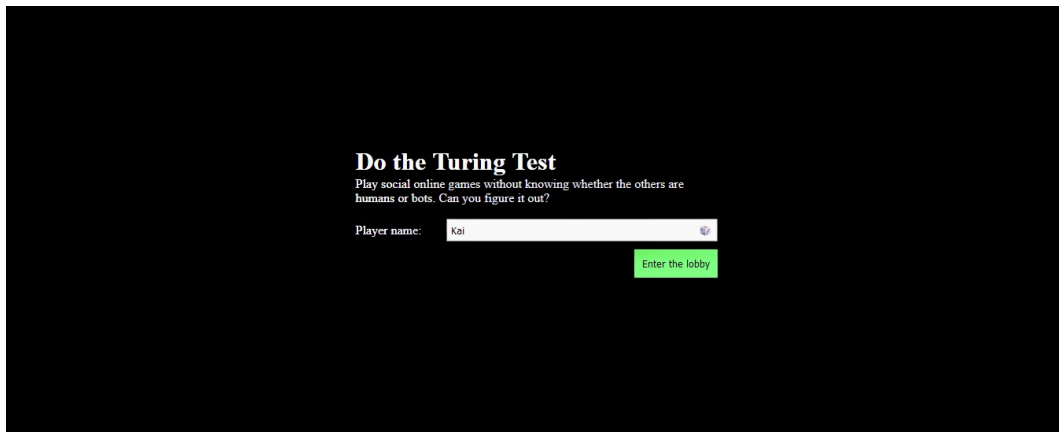 Do the Turing Test
Play social online games without knowing whether the others are
humans or bots. Can you figure it out?
Player name:
Kai
Enter the lobby